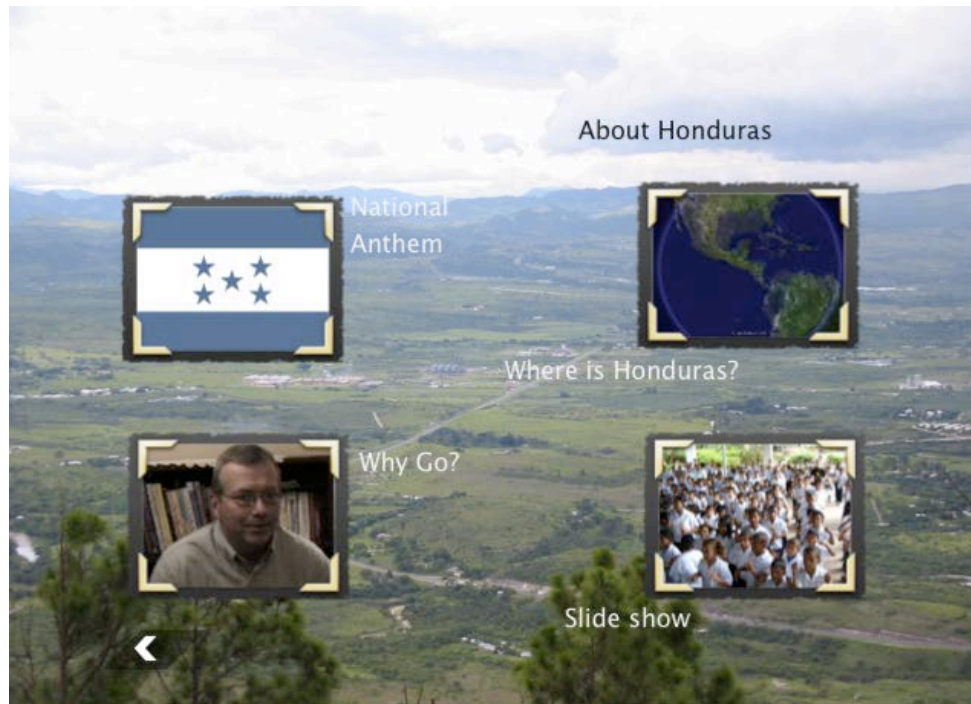 About Honduras
National
Anthem
Where is Honduras?
Why Go?
Slide show